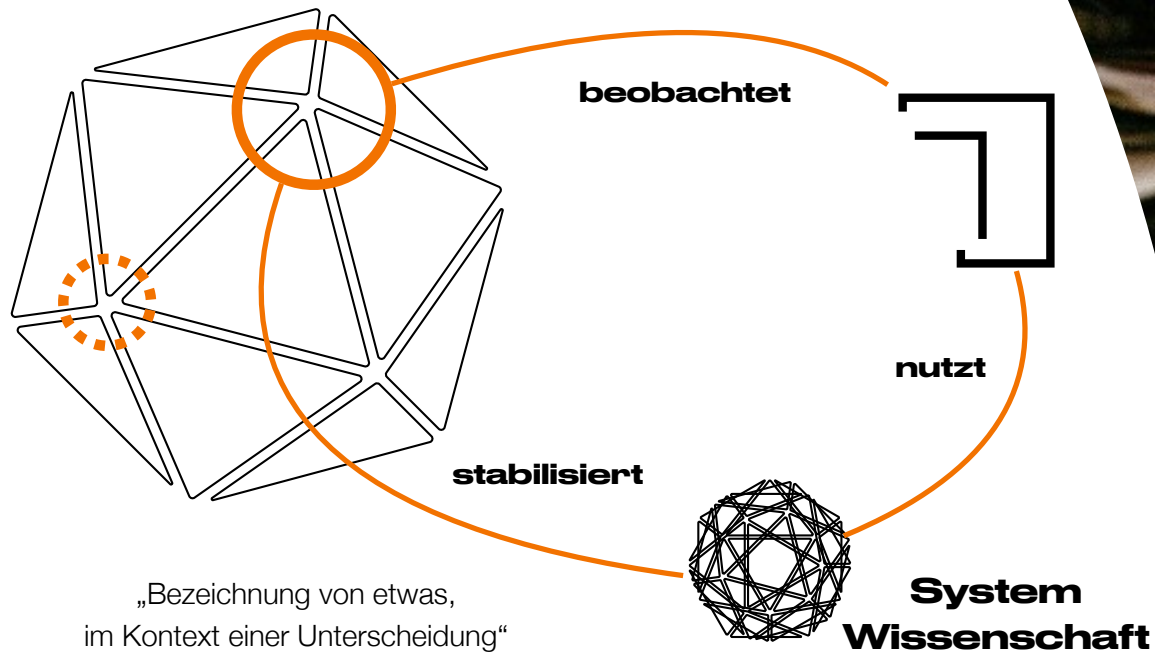 beobachtet
nutzt
stabilisiert
„Bezeichnung von etwas,
im Kontext einer Unterscheidung“
System
Wissenschaft